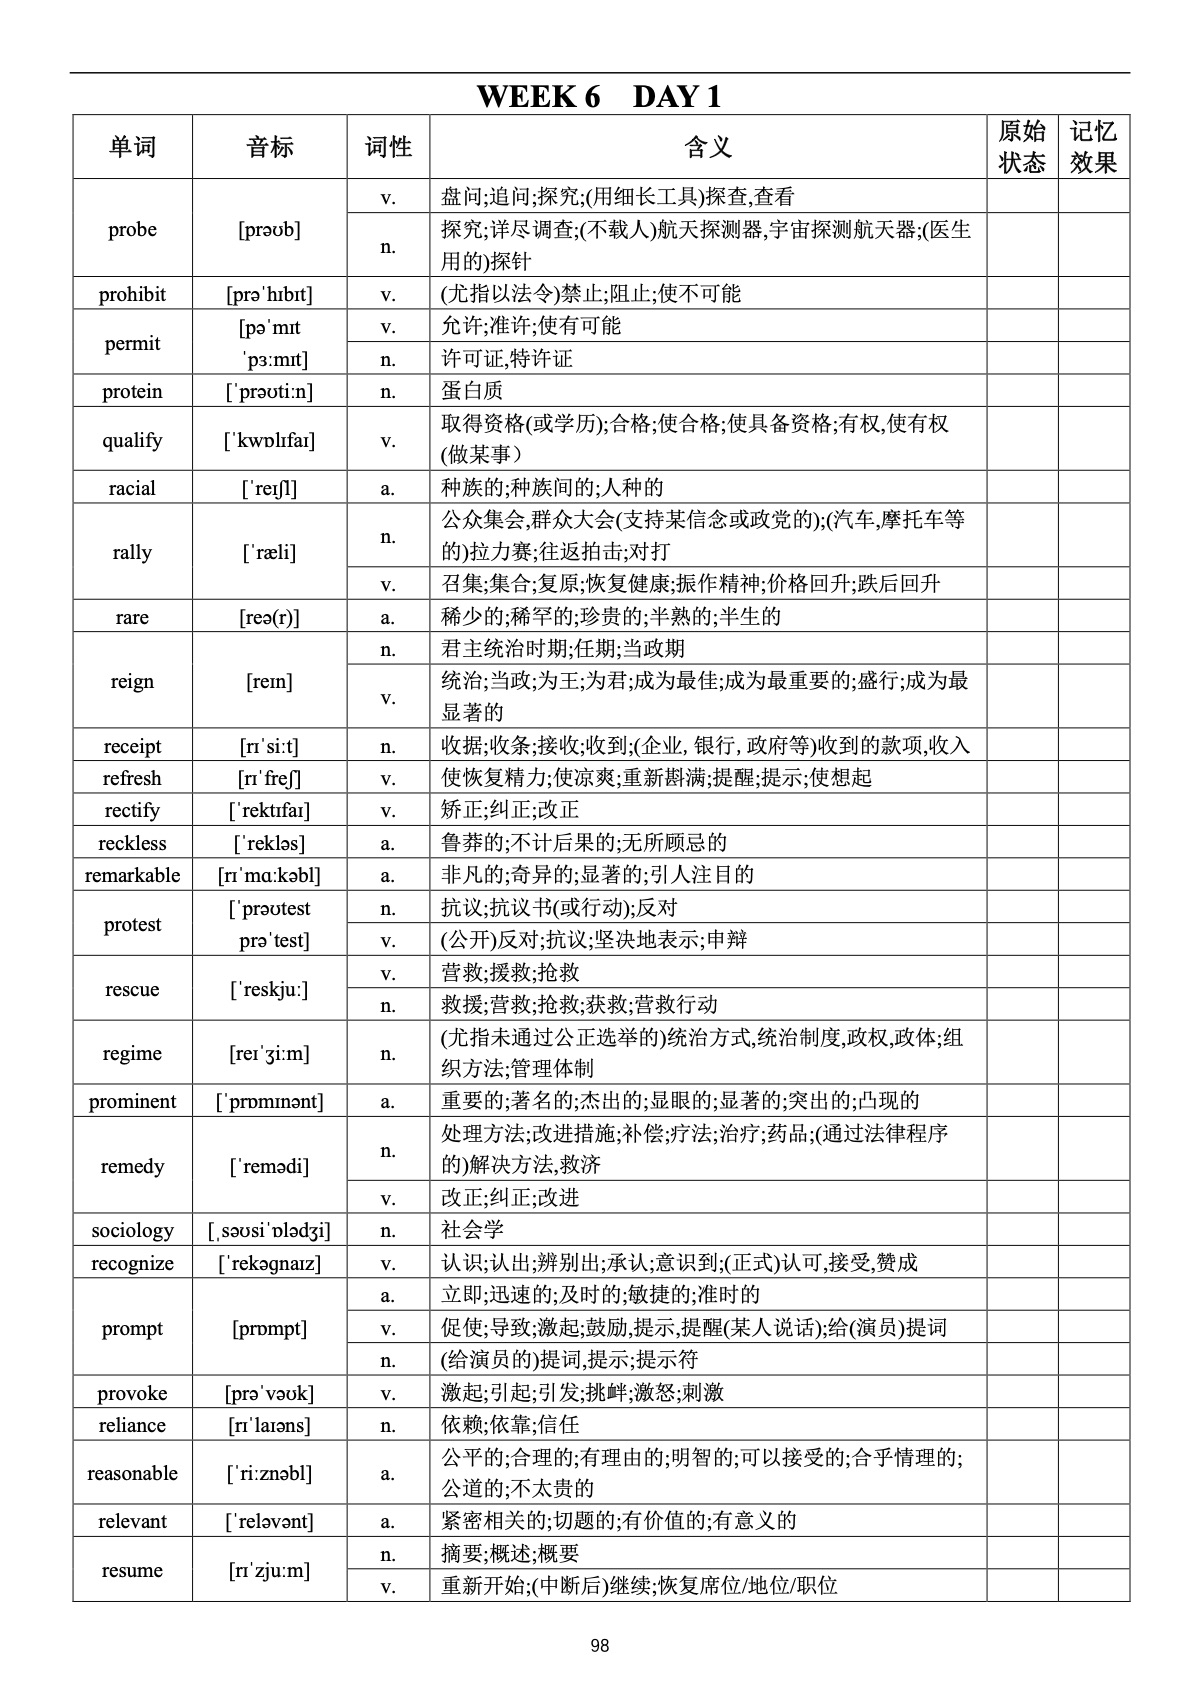 WEEK 6 DAY 1
单词 音标 词性 含义 原始状态 记忆效果
probe [prəʊb] v. 盘问;追问;探究;(用细长工具)探查,查看
n. 探究;详尽调查;(不载人)航天探测器,宇宙探测航天器;(医生
用的)探针
prohibit [prəˈhɪbɪt] v. (尤指以法令)禁止;阻止;使不可能
permit [pəˈmɪt v. 允许;准许;使有可能
ˈpɜːmɪt] n. 许可证,特许证
protein [ˈprəʊtiːn] n. 蛋白质
qualify [ˈkwɒlɪfaɪ] v. 取得资格(或学历);合格;使合格;使具备资格;有权,使有权
(做某事）
racial [ˈreɪʃl] a. 种族的;种族间的;人种的
rally [ˈræli] n. 公众集会,群众大会(支持某信念或政党的);(汽车,摩托车等
的)拉力赛;往返拍击;对打
v. 召集;集合;复原;恢复健康;振作精神;价格回升;跌后回升
rare [reə(r)] a. 稀少的;稀罕的;珍贵的;半熟的;半生的
reign [reɪn] n. 君主统治时期;任期;当政期
v. 统治;当政;为王;为君;成为最佳;成为最重要的;盛行;成为最
显著的
receipt [rɪˈsiːt] n. 收据;收条;接收;收到;(企业, 银行, 政府等)收到的款项,收入
refresh [rɪˈfreʃ] v. 使恢复精力;使凉爽;重新斟满;提醒;提示;使想起
rectify [ˈrektɪfaɪ] v. 矫正;纠正;改正
reckless [ˈrekləs] a. 鲁莽的;不计后果的;无所顾忌的
remarkable [rɪˈmɑːkəbl] a. 非凡的;奇异的;显著的;引人注目的
protest [ˈprəʊtest n. 抗议;抗议书(或行动);反对
prəˈtest] v. (公开)反对;抗议;坚决地表示;申辩
rescue [ˈreskjuː] v. 营救;援救;抢救
n. 救援;营救;抢救;获救;营救行动
regime [reɪˈʒiːm] n. (尤指未通过公正选举的)统治方式,统治制度,政权,政体;组
织方法;管理体制
prominent [ˈprɒmɪnənt] a. 重要的;著名的;杰出的;显眼的;显著的;突出的;凸现的
remedy [ˈremədi] n. 处理方法;改进措施;补偿;疗法;治疗;药品;(通过法律程序
的)解决方法,救济
v. 改正;纠正;改进
sociology [ˌsəʊsiˈɒlədʒi] n. 社会学
recognize [ˈrekəɡnaɪz] v. 认识;认出;辨别出;承认;意识到;(正式)认可,接受,赞成
prompt [prɒmpt] a. 立即;迅速的;及时的;敏捷的;准时的
v. 促使;导致;激起;鼓励,提示,提醒(某人说话);给(演员)提词
n. (给演员的)提词,提示;提示符
provoke [prəˈvəʊk] v. 激起;引起;引发;挑衅;激怒;刺激
reliance [rɪˈlaɪəns] n. 依赖;依靠;信任
reasonable [ˈriːznəbl] a. 公平的;合理的;有理由的;明智的;可以接受的;合乎情理的;
公道的;不太贵的
relevant [ˈreləvənt] a. 紧密相关的;切题的;有价值的;有意义的
resume [rɪˈzjuːm] n. 摘要;概述;概要
v. 重新开始;(中断后)继续;恢复席位/地位/职位
98